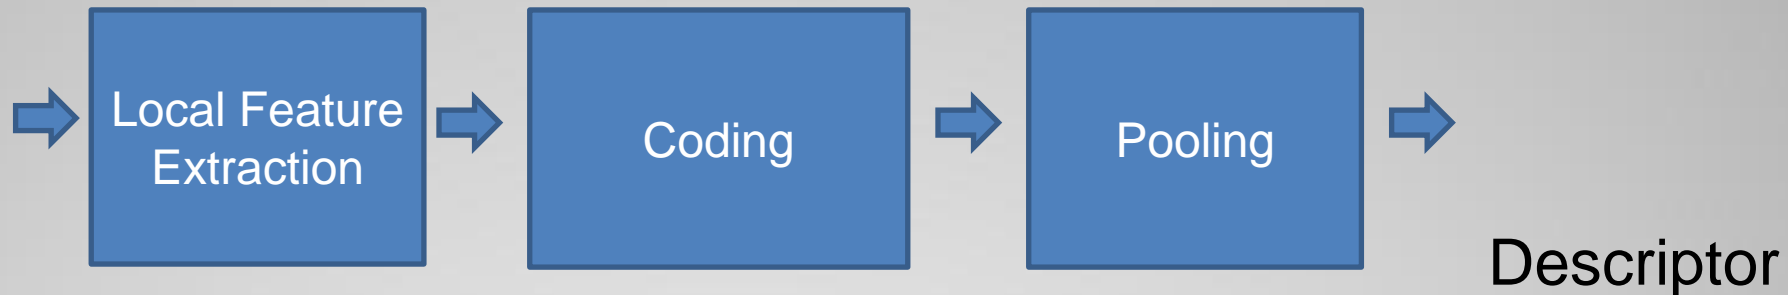 Local Feature
Extraction
Coding
Pooling
Descriptor